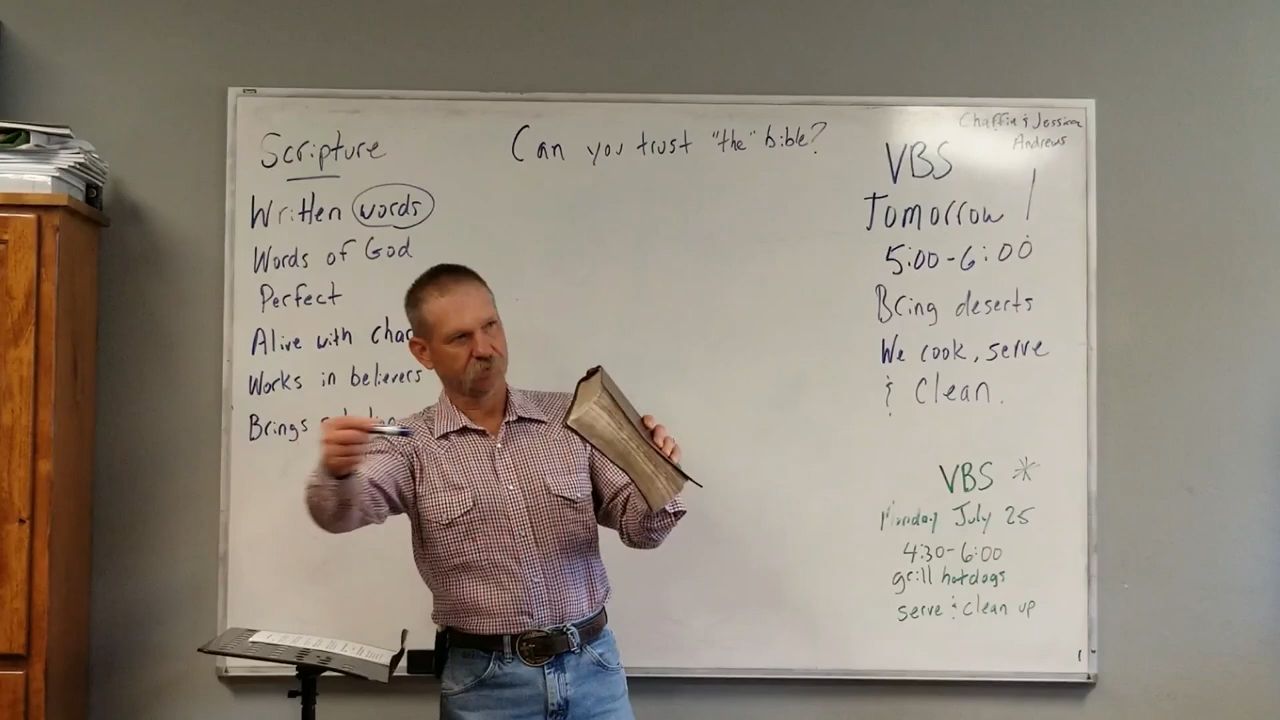 Scripture
Written words
Words of God
Perfect
Alive with
Works in believers
Brings
Can you trust "the" bible?
Chaffin & Jessica
Andrews
VBS
Tomorrow!
5:00-6:00
Bring deserts
We cook, serve
& Clean.
VBS *
Monday July 25
4:30-6:00
grill hotdogs
serve & clean up